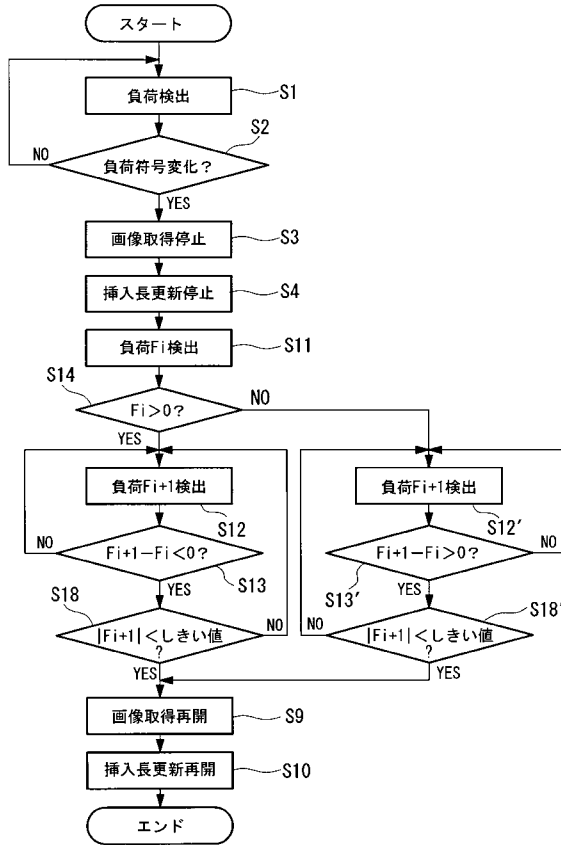 スタート
負荷検出
S1
負荷符号変化?
S2
NO
YES
画像取得停止
S3
挿入長更新停止
S4
負荷Fi検出
S11
S14
Fi>0?
NO
YES
負荷Fi+1検出
S12
負荷Fi+1検出
S12'
NO
Fi+1−Fi<0?
S13
YES
Fi+1−Fi>0?
NO
S13'
YES
S18
|Fi+1|<しきい値
?
NO
YES
S18'
NO
|Fi+1|<しきい値
?
YES
画像取得再開
S9
挿入長更新再開
S10
エンド